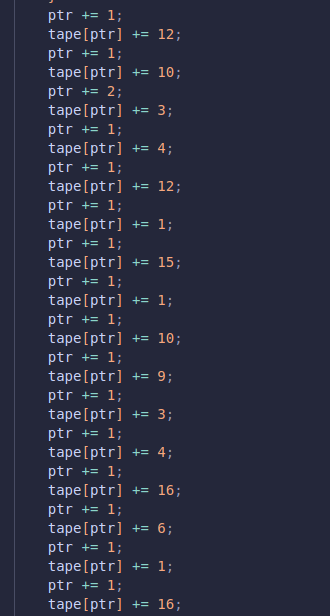 ptr += 1;
tape[ptr] += 12;
ptr += 1;
tape[ptr] += 10;
ptr += 2;
tape[ptr] += 3;
ptr += 1;
tape[ptr] += 4;
ptr += 1;
tape[ptr] += 12;
ptr += 1;
tape[ptr] += 1;
ptr += 1;
tape[ptr] += 15;
ptr += 1;
tape[ptr] += 1;
ptr += 1;
tape[ptr] += 10;
ptr += 1;
tape[ptr] += 9;
ptr += 1;
tape[ptr] += 3;
ptr += 1;
tape[ptr] += 4;
ptr += 1;
tape[ptr] += 16;
ptr += 1;
tape[ptr] += 6;
ptr += 1;
tape[ptr] += 1;
ptr += 1;
tape[ptr] += 16;